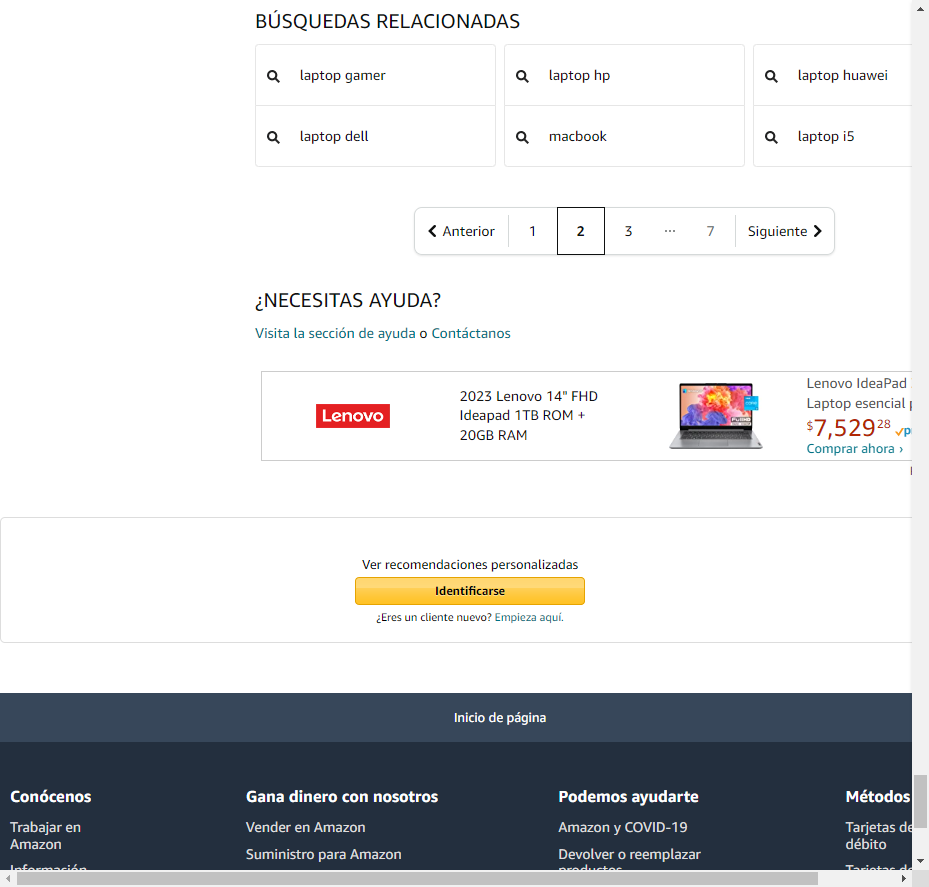 BÚSQUEDAS RELACIONADAS
laptop gamer
laptop hp
laptop huawei
laptop dell
macbook
laptop i5
Anterior 1 2 3 ... 7 Siguiente
¿NECESITAS AYUDA?
Visita la sección de ayuda o Contáctanos
Lenovo
2023 Lenovo 14" FHD
Ideapad 1TB ROM +
20GB RAM
Lenovo IdeaPad
Laptop esencial
$7,52928
Comprar ahora ›
Ver recomendaciones personalizadas
Identificarse
¿Eres un cliente nuevo? Empieza aquí.
Inicio de página
Conócenos
Trabajar en
Amazon
Información
Gana dinero con nosotros
Vender en Amazon
Suministro para Amazon
Podemos ayudarte
Amazon y COVID-19
Devolver o reemplazar
productos
Métodos
Tarjetas de
débito
Tarjetas de